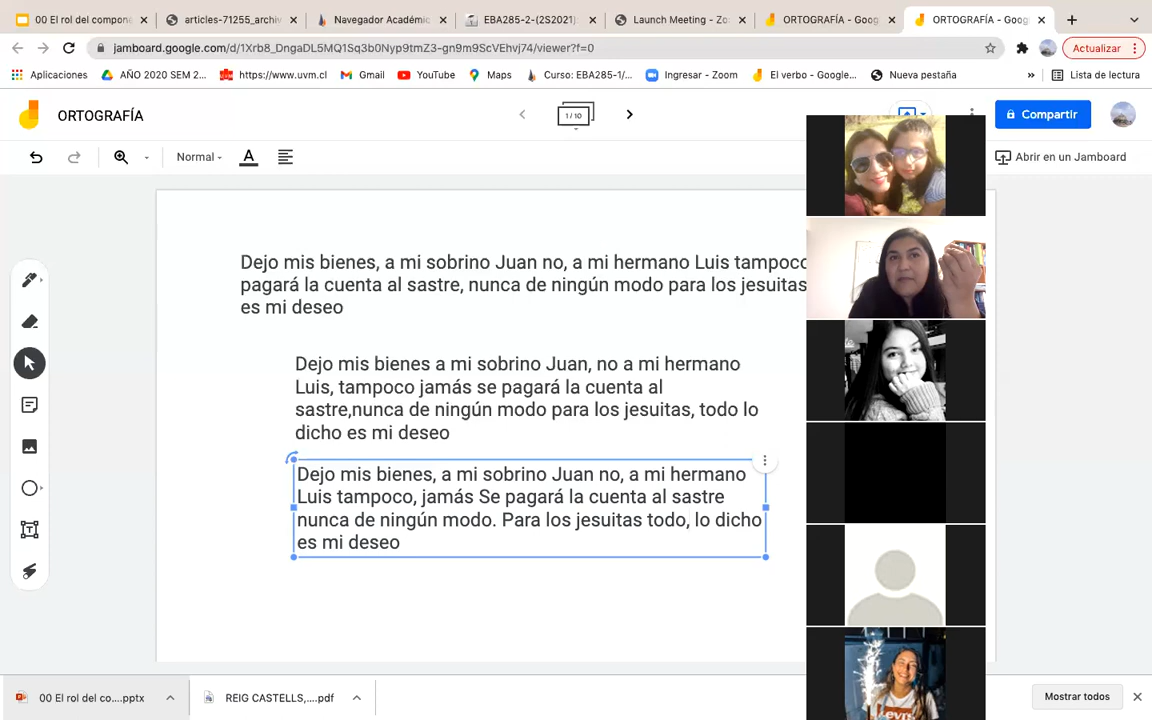 00 El rol del compone
articles-71255_archiv
Navegador Académic
EBA285-2-(2S2021)
Launch Meeting - Zo
ORTOGRAFÍA - Goog
ORTOGRAFÍA - Goog
jamboard.google.com/d/1Xrb8_DngaDL5MQ1Sq3b0Nyp9tmZ3-gn9m9ScVEhvj74/viewer?f=0
Actualizar
Aplicaciones
AÑO 2020 SEM 2...
https://www.uvm.cl
Gmail
YouTube
Maps
Curso: EBA285-1/...
Ingresar - Zoom
El verbo - Google...
Nueva pestaña
»
Lista de lectura
ORTOGRAFÍA
1 / 10
Compartir
Normal
A
Abrir en un Jamboard
Dejo mis bienes, a mi sobrino Juan no, a mi hermano Luis tampoco
pagará la cuenta al sastre, nunca de ningún modo para los jesuitas
es mi deseo
Dejo mis bienes a mi sobrino Juan, no a mi hermano
Luis, tampoco jamás se pagará la cuenta al
sastre,nunca de ningún modo para los jesuitas, todo lo
dicho es mi deseo
Dejo mis bienes, a mi sobrino Juan no, a mi hermano
Luis tampoco, jamás Se pagará la cuenta al sastre
nunca de ningún modo. Para los jesuitas todo, lo dicho
es mi deseo
00 El rol del co....pptx
REIG CASTELLS,....pdf
Mostrar todos